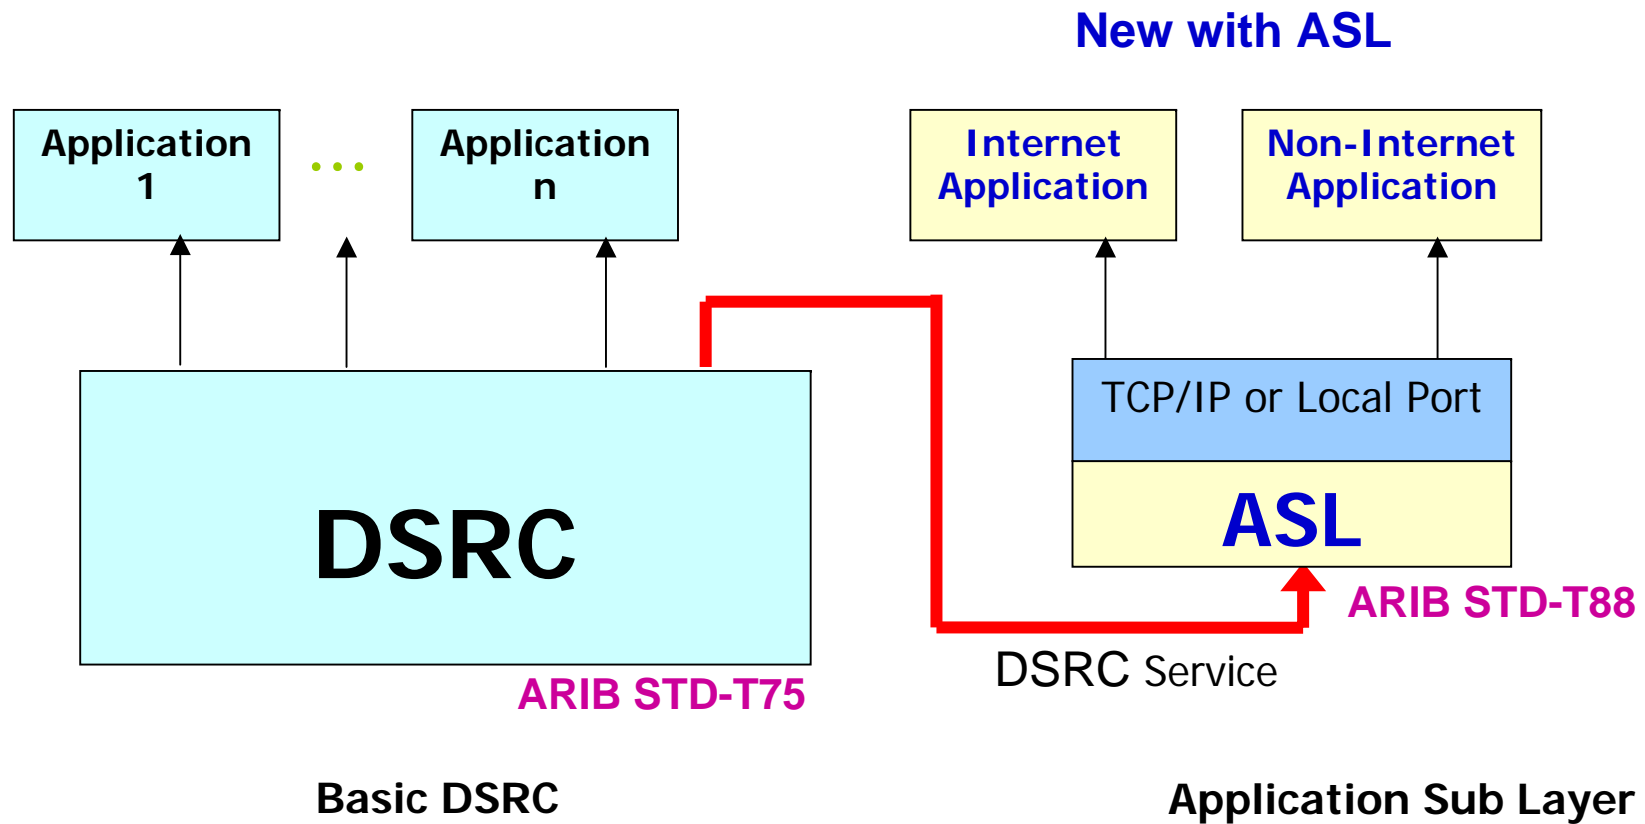 New with ASL
Application
1
...
Application
n
Internet
Application
Non-Internet
Application
TCP/IP or Local Port
DSRC
ASL
ARIB STD-T88
DSRC Service
ARIB STD-T75
Basic DSRC
Application Sub Layer